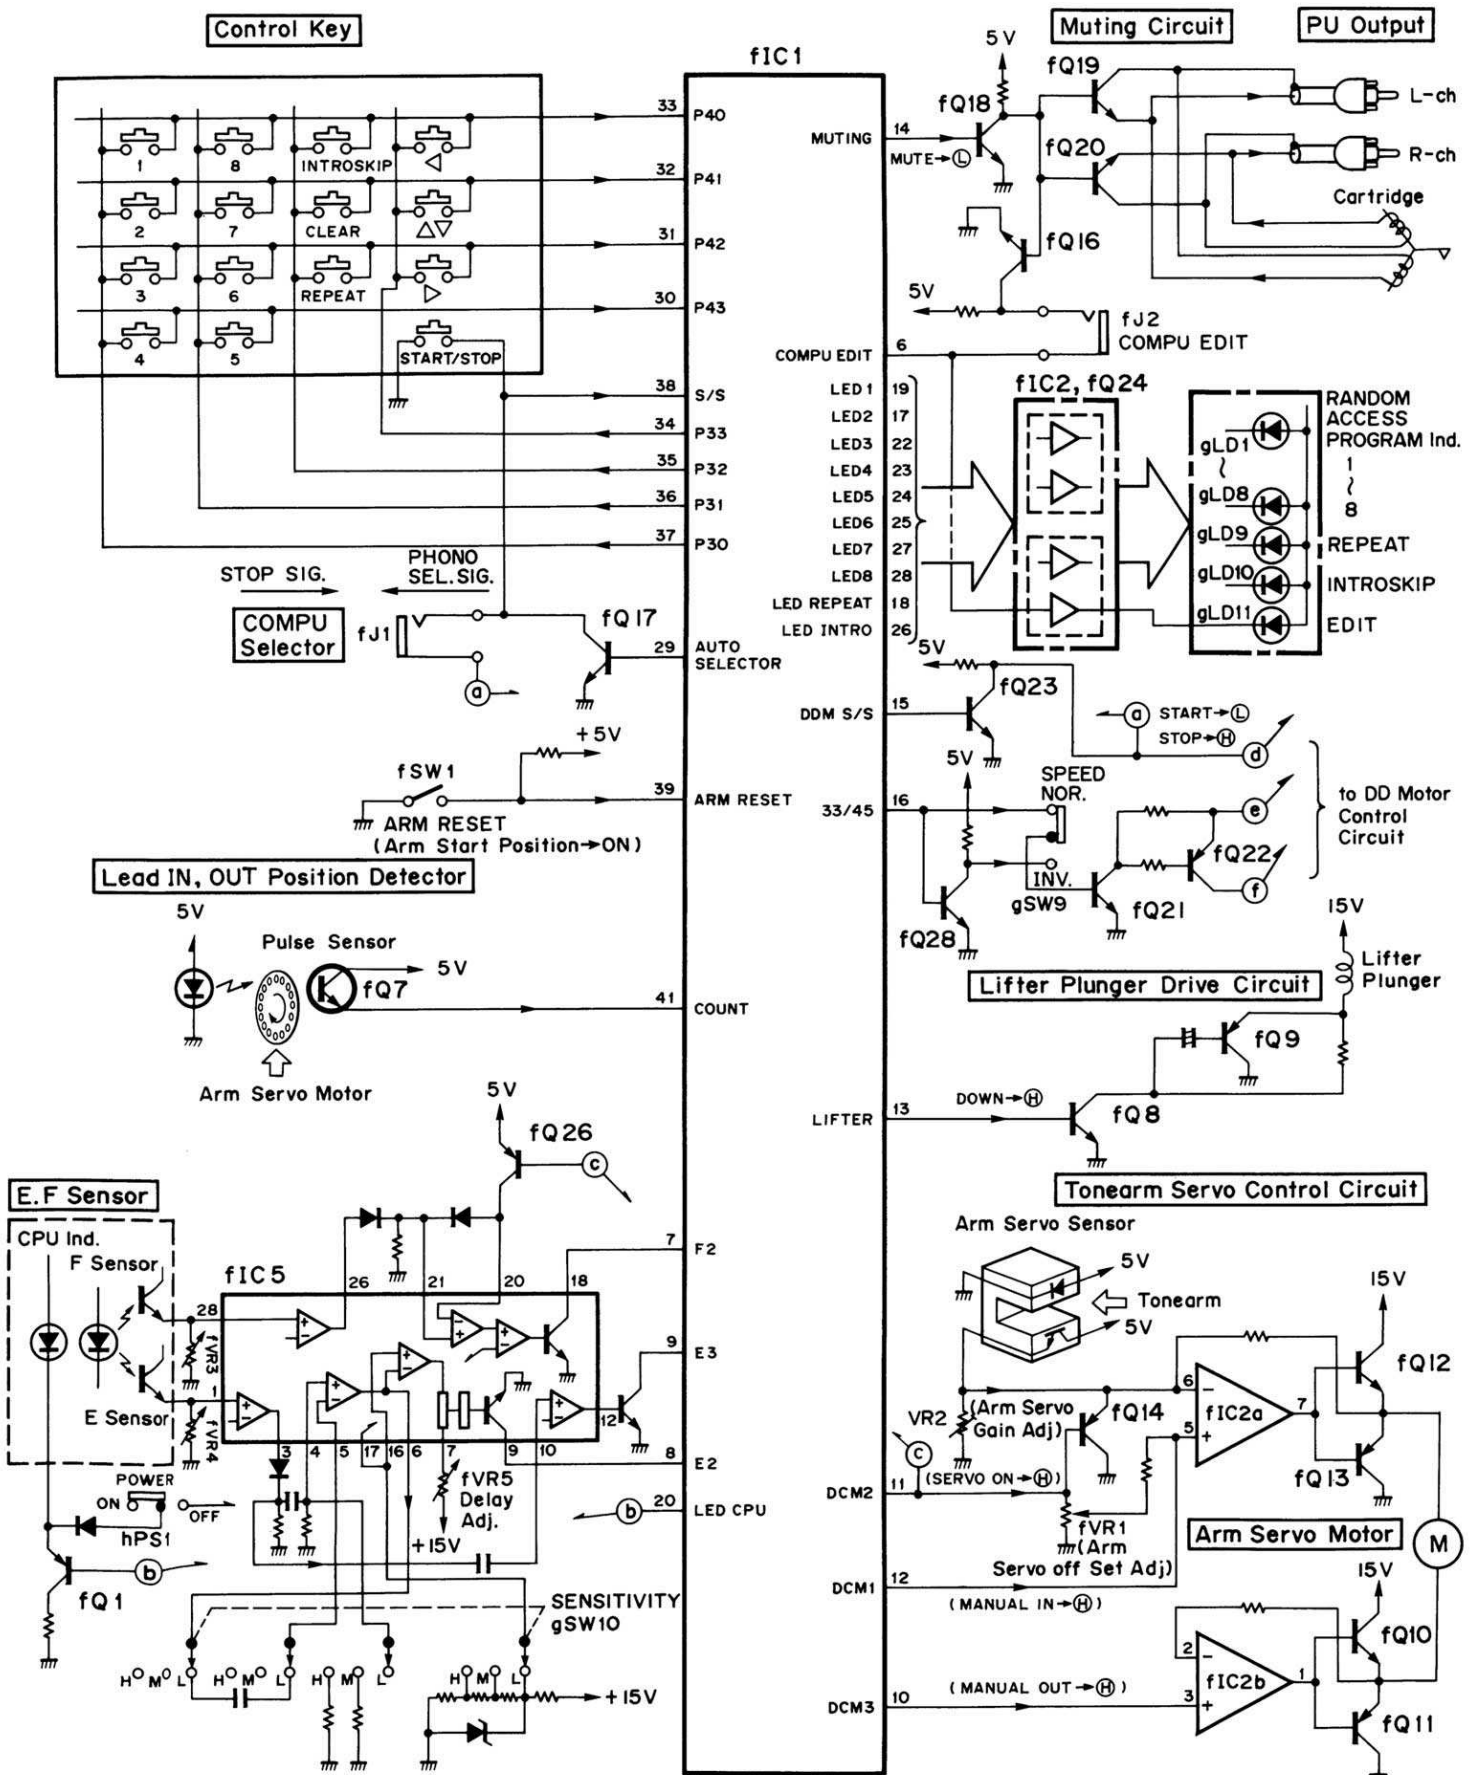 Control Key
fIC1
Muting Circuit
PU Output
33
P40
32
P41
31
P42
30
P43
1
8
INTROSKIP
◁
2
7
CLEAR
△▽
3
6
REPEAT
▷
4
5
START/STOP
38
S/S
34
P33
35
P32
36
P31
37
P30
5V
fQ18
fQ19
fQ20
fQ16
MUTING
14
MUTE→Ⓛ
L-ch
R-ch
Cartridge
5V
fJ2
COMPU EDIT
COMPU EDIT
6
LED1
19
LED2
17
LED3
22
LED4
23
LED5
24
LED6
25
LED7
27
LED8
28
LED REPEAT
18
LED INTRO
26
fIC2, fQ24
gLD1
~
gLD8
gLD9
gLD10
gLD11
RANDOM
ACCESS
PROGRAM Ind.
1
~
8
REPEAT
INTROSKIP
EDIT
STOP SIG.
PHONO
SEL.SIG.
COMPU
Selector
fJ1
a
fQ17
29
AUTO
SELECTOR
5V
fQ23
DDM S/S
15
a
START→Ⓛ
STOP→Ⓗ
d
+5V
fSW1
ARM RESET
(Arm Start Position→ON)
39
ARM RESET
33/45
16
5V
SPEED
NOR.
INV.
gSW9
fQ28
fQ21
fQ22
e
f
to DD Motor
Control
Circuit
Lead IN, OUT Position Detector
5V
Pulse Sensor
5V
fQ7
41
COUNT
Arm Servo Motor
15V
Lifter
Plunger
Lifter Plunger Drive Circuit
fQ9
LIFTER
13
DOWN→Ⓗ
fQ8
5V
fQ26
c
E.F Sensor
CPU Ind.
F Sensor
E Sensor
28
fVR3
1
fVR4
fIC5
26
21
20
18
7
F2
9
E3
8
E2
20
LED CPU
3
4
5
17
16
6
7
9
10
12
fVR5
Delay
Adj.
+15V
b
POWER
ON
OFF
hPS1
b
fQ1
SENSITIVITY
gSW10
H M L
H M L
H M L
H M L
+15V
Tonearm Servo Control Circuit
Arm Servo Sensor
5V
Tonearm
5V
15V
fQ12
fQ13
VR2
(Arm Servo
Gain Adj)
fQ14
6
5
7
fIC2a
c
DCM2
11
(SERVO ON→Ⓗ)
fVR1
(Arm
Servo off Set Adj)
Arm Servo Motor
M
DCM1
12
(MANUAL IN→Ⓗ)
15V
fQ10
fQ11
2
3
1
fIC2b
DCM3
10
(MANUAL OUT→Ⓗ)